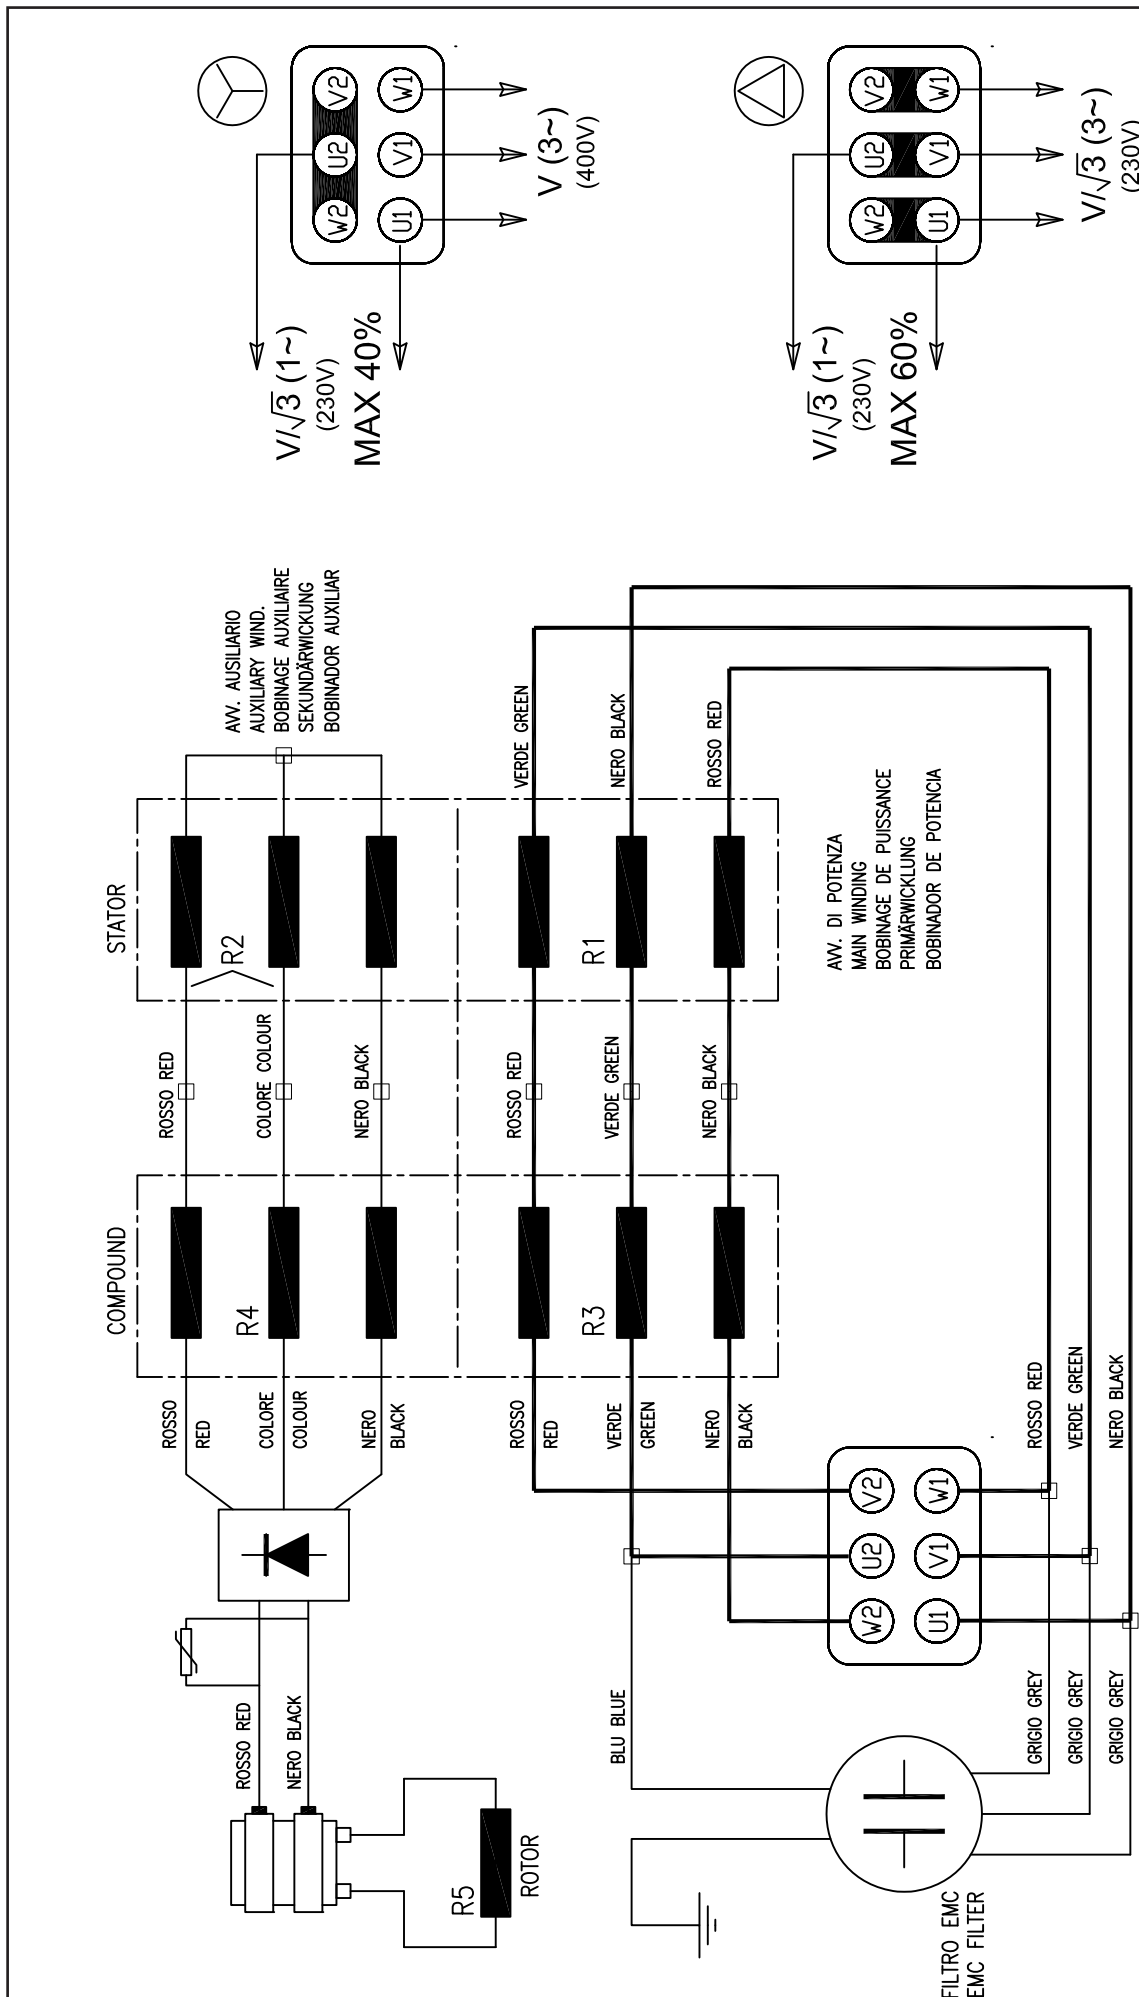 V2
U2
W2
W1
V1
U1
V (3~)
(400V)
V/√3 (1~)
(230V)
MAX 40%
V2
U2
W2
W1
V1
U1
V/√3 (3~)
(230V)
V/√3 (1~)
(230V)
MAX 60%
AVV. AUSILIARIO
AUXILIARY WIND.
BOBINAGE AUXILIAIRE
SEKUNDÄRWICKUNG
BOBINADOR AUXILIAR
STATOR
R2
R1
VERDE GREEN
NERO BLACK
ROSSO RED
AVV. DI POTENZA
MAIN WINDING
BOBINAGE DE PUISSANCE
PRIMÄRWICKLUNG
BOBINADOR DE POTENCIA
ROSSO RED
COLORE COLOUR
NERO BLACK
ROSSO RED
VERDE GREEN
NERO BLACK
COMPOUND
R4
R3
ROSSO
RED
COLORE
COLOUR
NERO
BLACK
ROSSO
RED
VERDE
GREEN
NERO
BLACK
ROSSO RED
VERDE GREEN
NERO BLACK
V2
U2
W2
W1
V1
U1
ROSSO RED
NERO BLACK
BLU BLUE
GRIGIO GREY
GRIGIO GREY
GRIGIO GREY
R5
ROTOR
FILTRO EMC
EMC FILTER